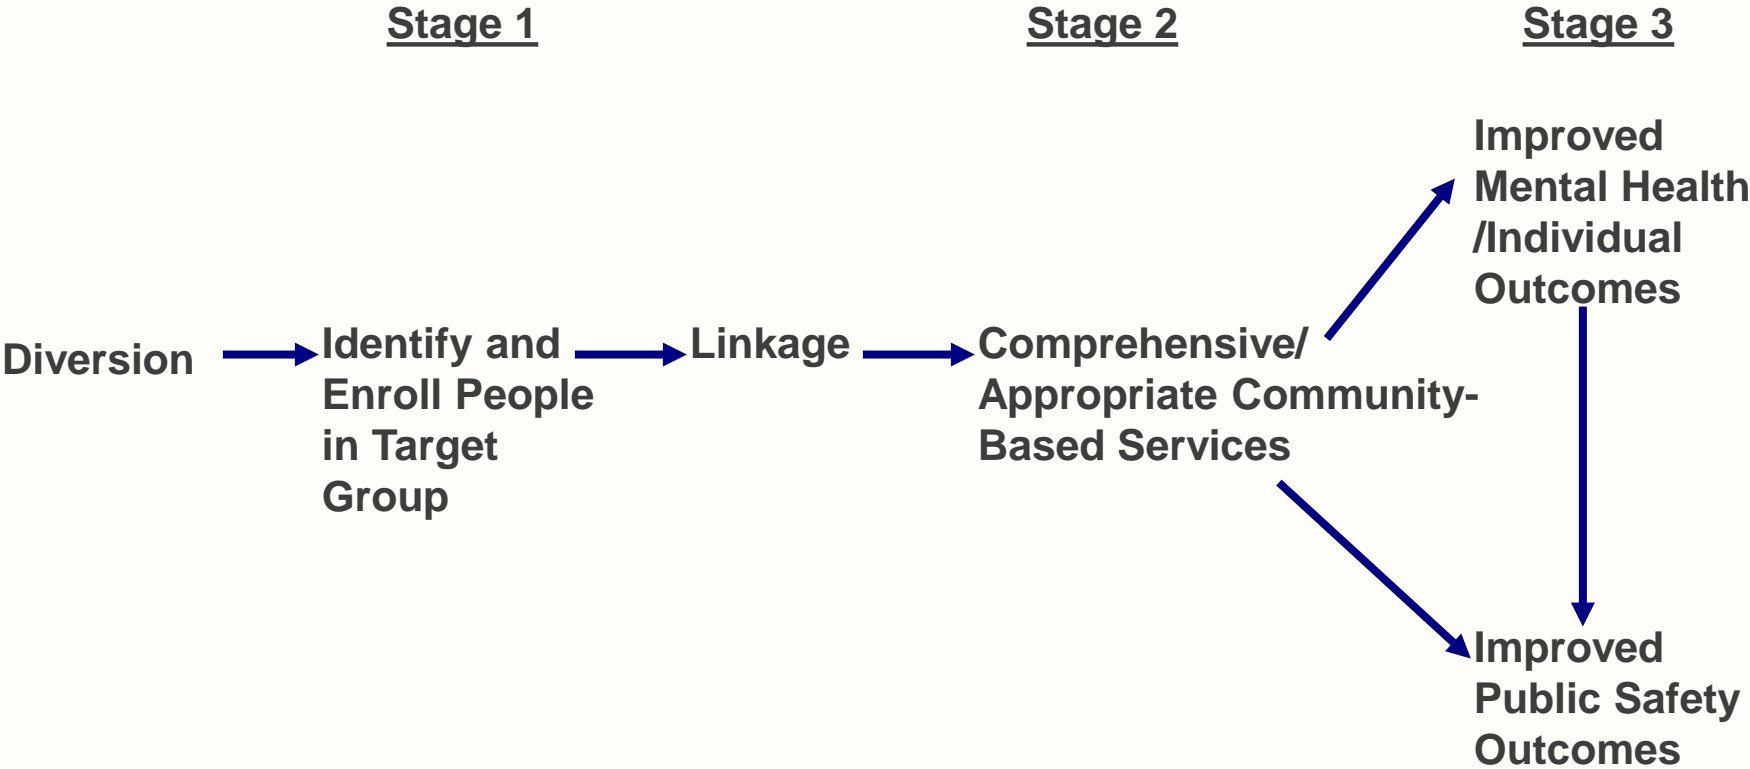 Stage 1
Stage 2
Stage 3
Diversion
Identify and
Enroll People
in Target
Group
Linkage
Comprehensive/
Appropriate Community-
Based Services
Improved
Mental Health
/Individual
Outcomes
Improved
Public Safety
Outcomes